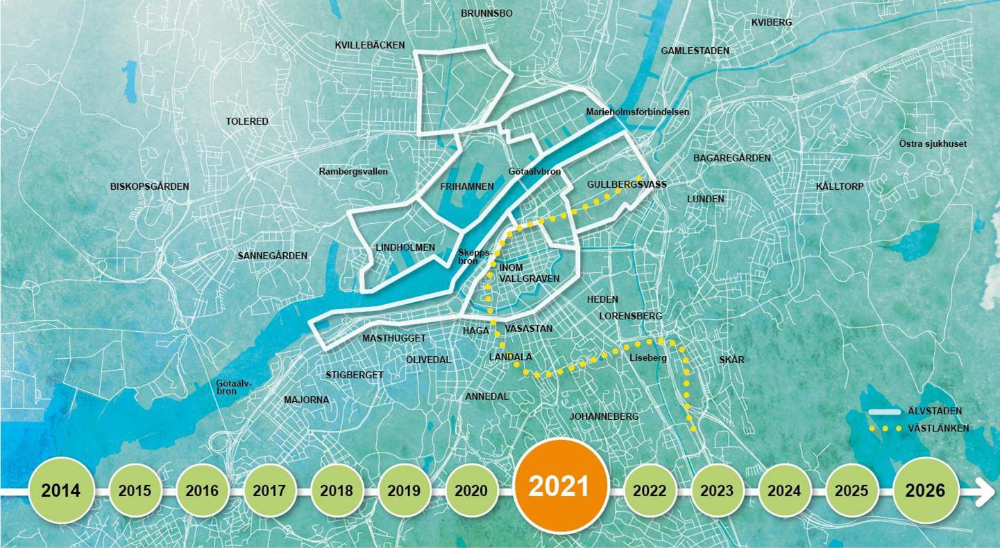 BRUNNSBO
KVIBERG
KVILLEBÄCKEN
GAMLESTADEN
Marieholmsförbindelsen
TOLERED
Östra sjukhuset
BAGAREGÅRDEN
Rambergsvallen
Götaälvbron
BISKOPSGÅRDEN
FRIHAMNEN
GULLBERGSVASS
KÅLLTORP
LUNDEN
LINDHOLMEN
SANNEGÅRDEN
Skepps-
bron
INOM
VALLGRAVEN
HEDEN
LORENSBERG
HAGA
VASASTAN
MASTHUGGET
OLIVEDAL
LANDALA
Liseberg
SKÅR
STIGBERGET
Götaälv-
bron
MAJORNA
ANNEDAL
JOHANNEBERG
ÄLVSTADEN
VÄSTLÄNKEN
2014
2015
2016
2017
2018
2019
2020
2021
2022
2023
2024
2025
2026